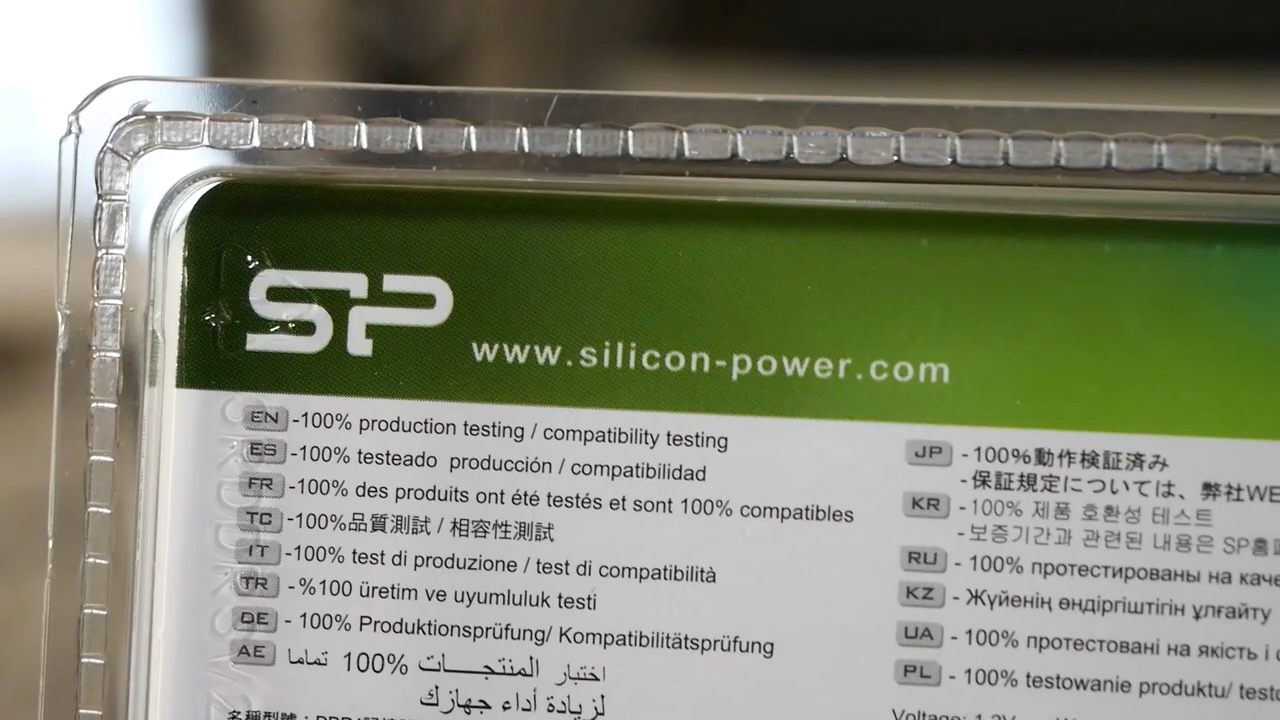 SP
www.silicon-power.com
EN -100% production testing / compatibility testing
ES -100% testeado producción / compatibilidad
FR -100% des produits ont été testés et sont 100% compatibles
TC -100%品質測試 / 相容性測試
IT -100% test di produzione / test di compatibilità
TR -%100 üretim ve uyumluluk testi
DE - 100% Produktionsprüfung/ Kompatibilitätsprüfung
AE اختبار المنتجات 100% تماما
لزيادة أداء جهازك
JP - 100%動作検証済み
-保証規定については、弊社WE
KR - 100% 제품 호환성 테스트
- 보증기간과 관련된 내용은 SP홈
RU - 100% протестированы на каче
KZ - Жүйенің өндіргіштігін ұлғайту
UA - 100% протестовані на якість і
PL - 100% testowanie produktu/ testo
Voltage: 1.2V